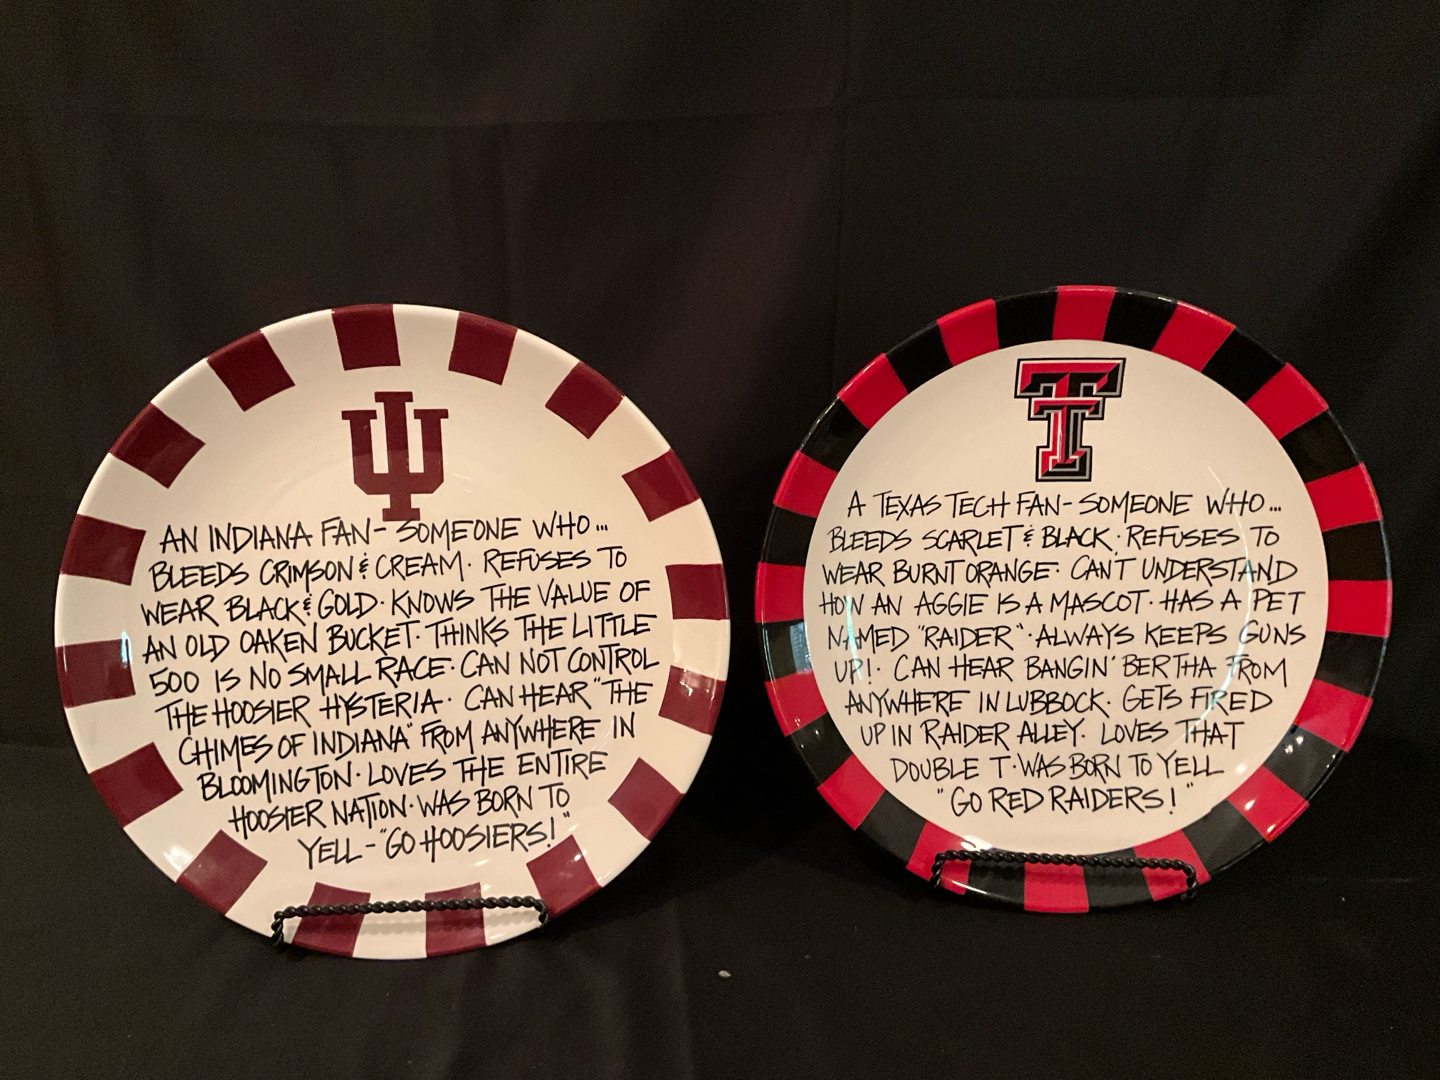 IU
AN INDIANA FAN- SOMEONE WHO...
BLEEDS CRIMSON & CREAM· REFUSES TO
WEAR BLACK & GOLD· KNOWS THE VALUE OF
AN OLD OAKEN BUCKET· THINKS THE LITTLE
500 IS NO SMALL RACE· CAN NOT CONTROL
THE HOOSIER HYSTERIA· CAN HEAR "THE
CHIMES OF INDIANA" FROM ANYWHERE IN
BLOOMINGTON· LOVES THE ENTIRE
HOOSIER NATION· WAS BORN TO
YELL-"GO HOOSIERS!"
TT
A TEXAS TECH FAN- SOMEONE WHO...
BLEEDS SCARLET & BLACK· REFUSES TO
WEAR BURNT ORANGE· CAN'T UNDERSTAND
HOW AN AGGIE IS A MASCOT· HAS A PET
NAMED "RAIDER"· ALWAYS KEEPS GUNS
UP!· CAN HEAR BANGIN' BERTHA FROM
ANYWHERE IN LUBBOCK· GETS FIRED
UP IN RAIDER ALLEY· LOVES THAT
DOUBLE T· WAS BORN TO YELL
"GO RED RAIDERS!"